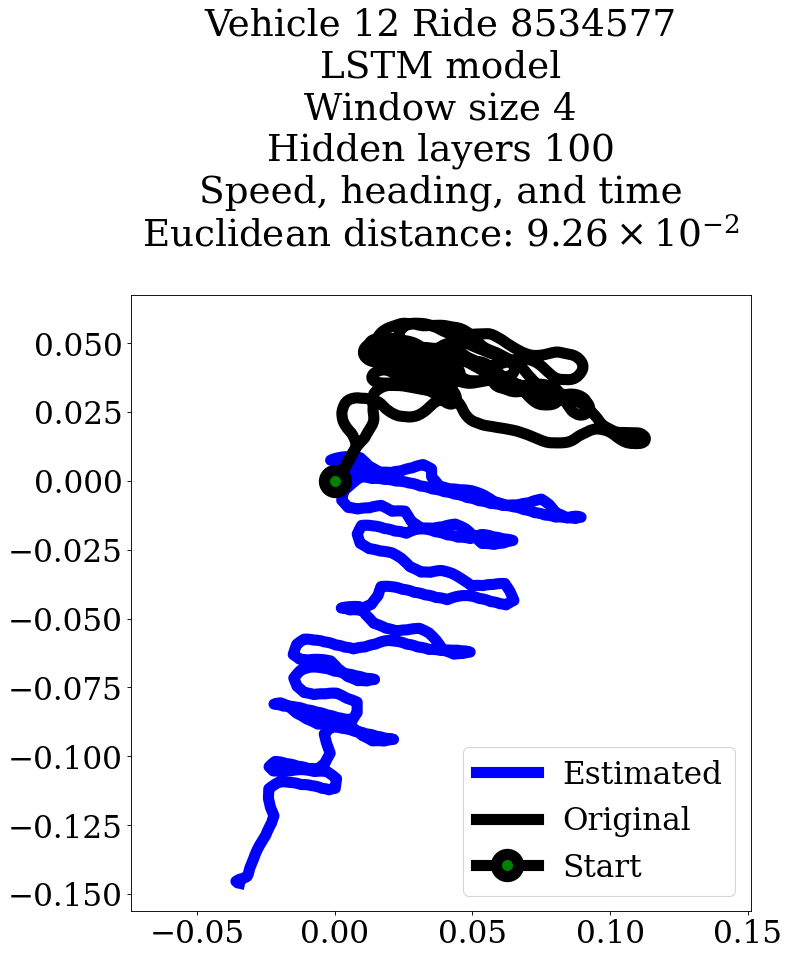 Vehicle 12 Ride 8534577
LSTM model
Window size 4
Hidden layers 100
Speed, heading, and time
Euclidean distance: 9.26 × 10⁻²
0.050
0.025
0.000
−0.025
−0.050
−0.075
−0.100
−0.125
−0.150
Estimated
Original
Start
−0.05 0.00 0.05 0.10 0.15